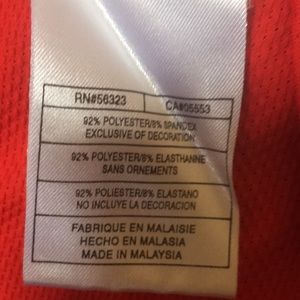 RN#56323 CA#05553
92% POLYESTER/8% SPANDEX
EXCLUSIVE OF DECORATION
92% POLYESTER/8% ELASTHANNE
SANS ORNEMENTS
92% POLIESTER/8% ELASTANO
NO INCLUYE LA DECORACION
FABRIQUE EN MALAISIE
HECHO EN MALASIA
MADE IN MALAYSIA